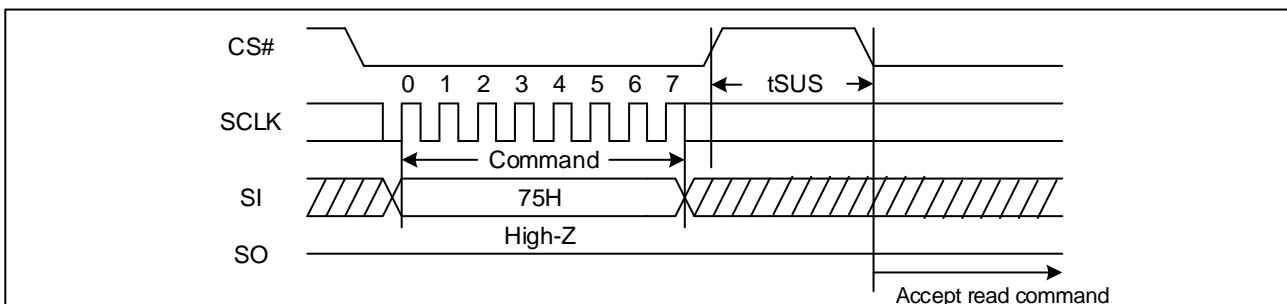 CS#
tSUS
0 1 2 3 4 5 6 7
SCLK
Command
SI
75H
High-Z
SO
Accept read command